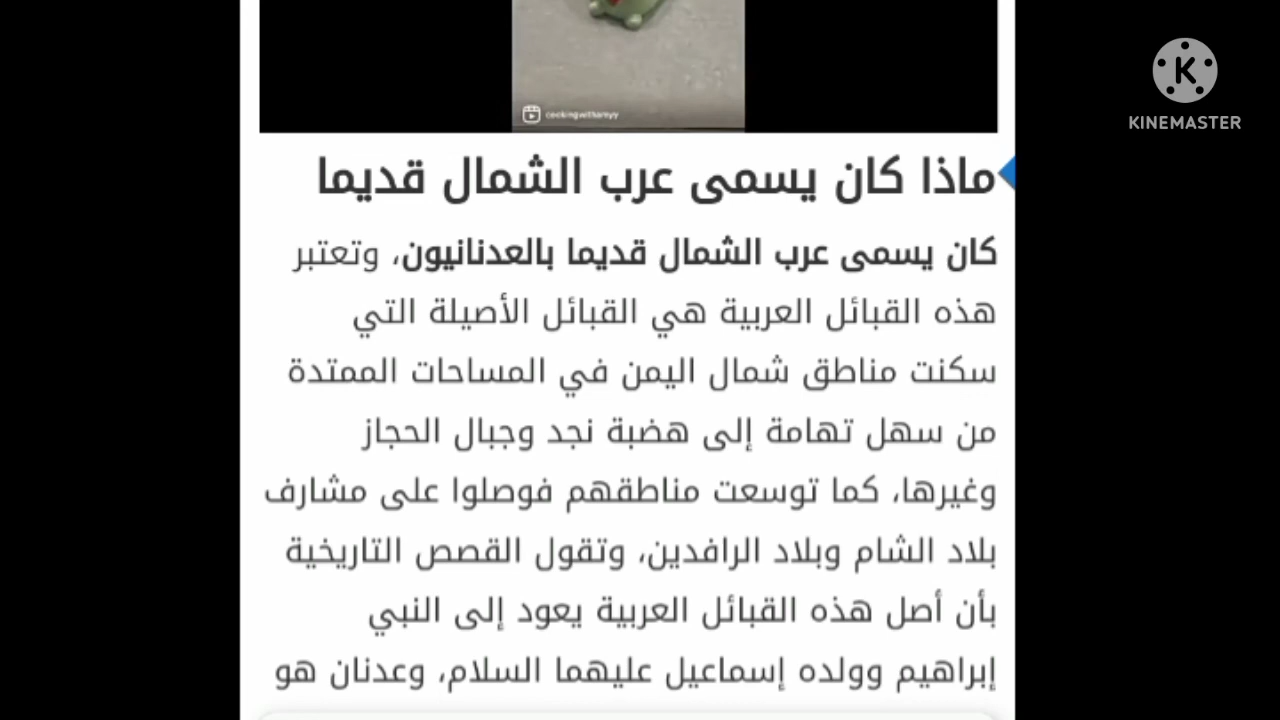 cookingwithamyy
KINEMASTER
ماذا كان يسمى عرب الشمال قديما
كان يسمى عرب الشمال قديما بالعدنانيون، وتعتبر
هذه القبائل العربية هي القبائل الأصيلة التي
سكنت مناطق شمال اليمن في المساحات الممتدة
من سهل تهامة إلى هضبة نجد وجبال الحجاز
وغيرها، كما توسعت مناطقهم فوصلوا على مشارف
بلاد الشام وبلاد الرافدين، وتقول القصص التاريخية
بأن أصل هذه القبائل العربية يعود إلى النبي
إبراهيم وولده إسماعيل عليهما السلام، وعدنان هو